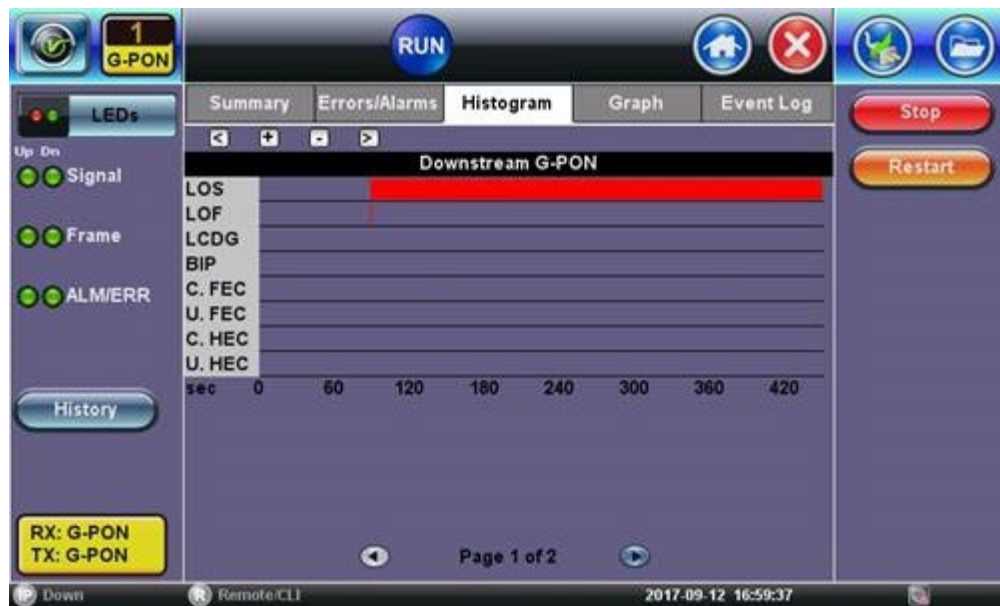 1
G-PON
RUN
LEDs
Summary Errors/Alarms Histogram Graph Event Log
Stop
< + - >
Up Dn
Downstream G-PON
Restart
Signal
LOS
LOF
Frame
LCDG
BIP
ALM/ERR
C. FEC
U. FEC
C. HEC
U. HEC
sec 0 60 120 180 240 300 360 420
History
RX: G-PON
TX: G-PON
Page 1 of 2
IP Down
R Remote/CLI
2017-09-12 16:59:37